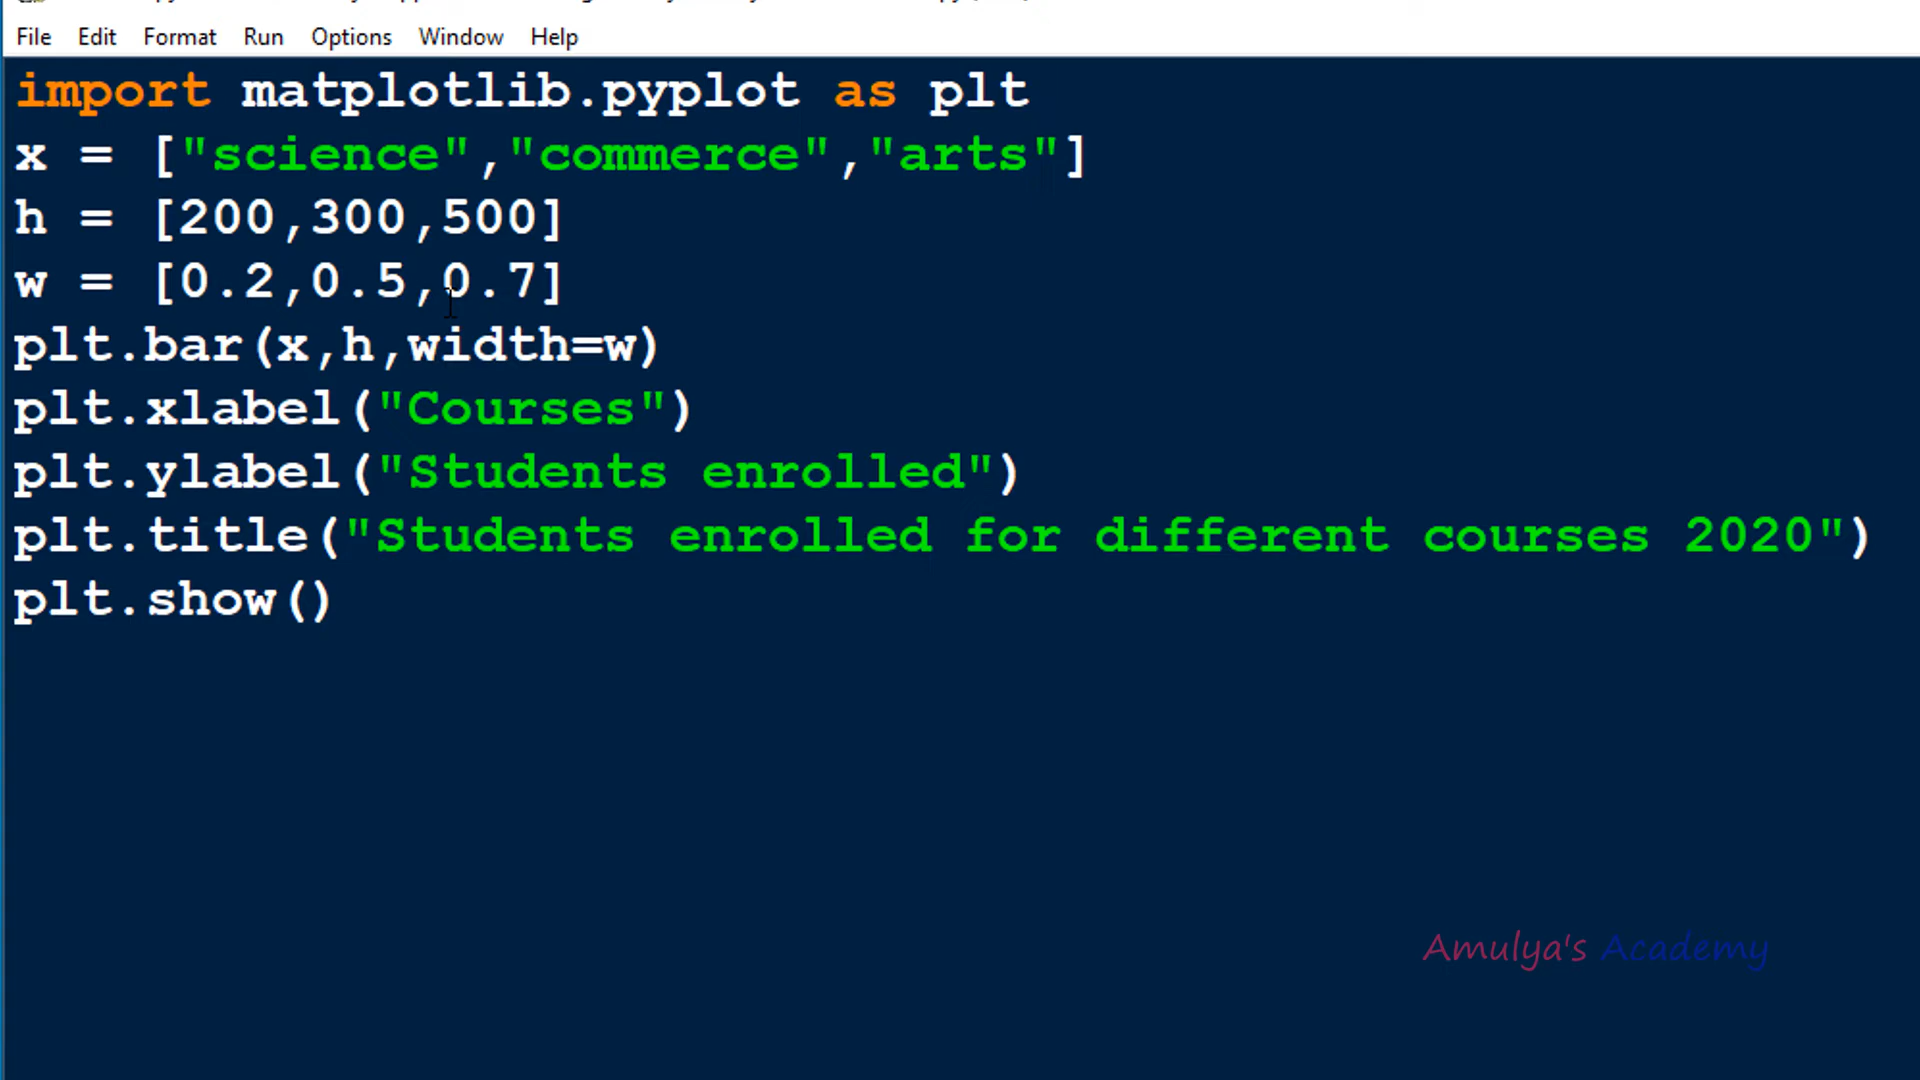 File Edit Format Run Options Window Help
import matplotlib.pyplot as plt
x = ["science","commerce","arts"]
h = [200,300,500]
w = [0.2,0.5,0.7]
plt.bar(x,h,width=w)
plt.xlabel("Courses")
plt.ylabel("Students enrolled")
plt.title("Students enrolled for different courses 2020")
plt.show()
Amulya's Academy